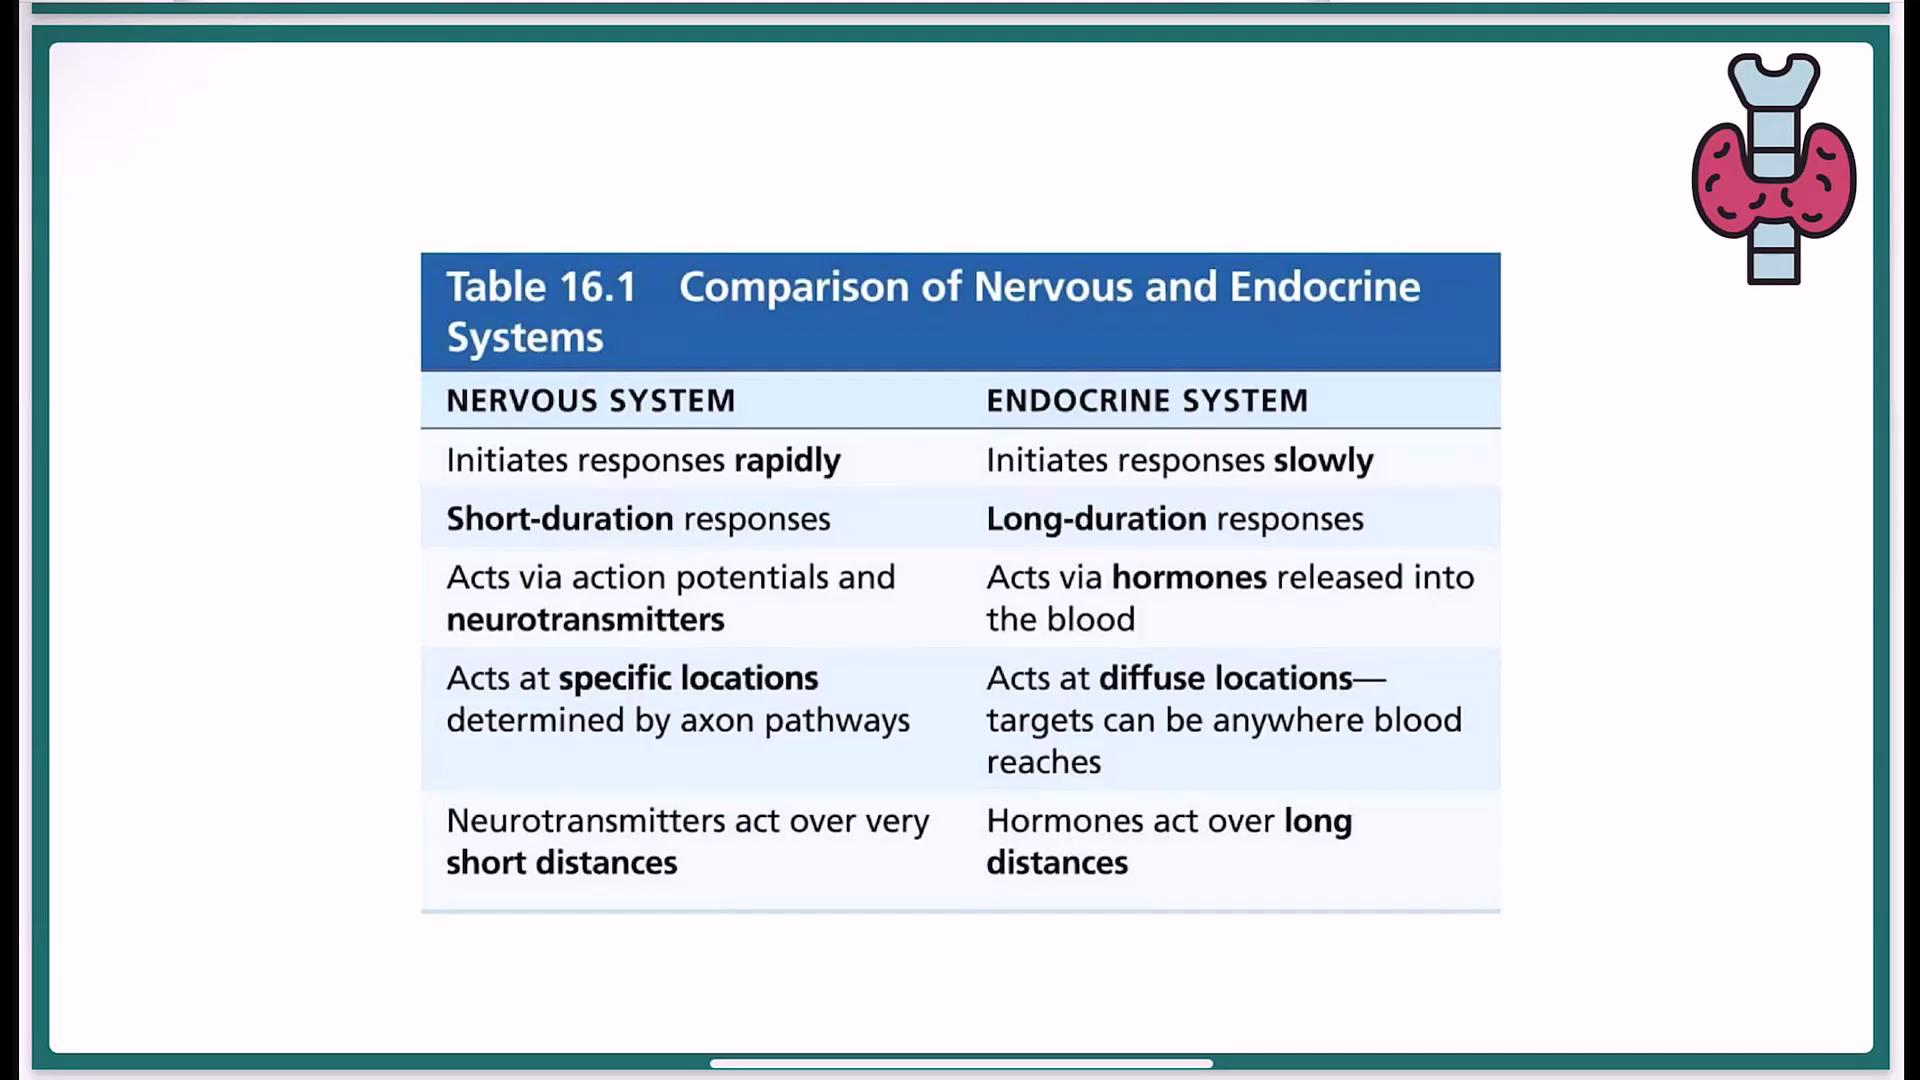 Table 16.1 Comparison of Nervous and Endocrine
Systems
NERVOUS SYSTEM
ENDOCRINE SYSTEM
Initiates responses rapidly
Initiates responses slowly
Short-duration responses
Long-duration responses
Acts via action potentials and
neurotransmitters
Acts via hormones released into
the blood
Acts at specific locations
determined by axon pathways
Acts at diffuse locations—
targets can be anywhere blood
reaches
Neurotransmitters act over very
short distances
Hormones act over long
distances